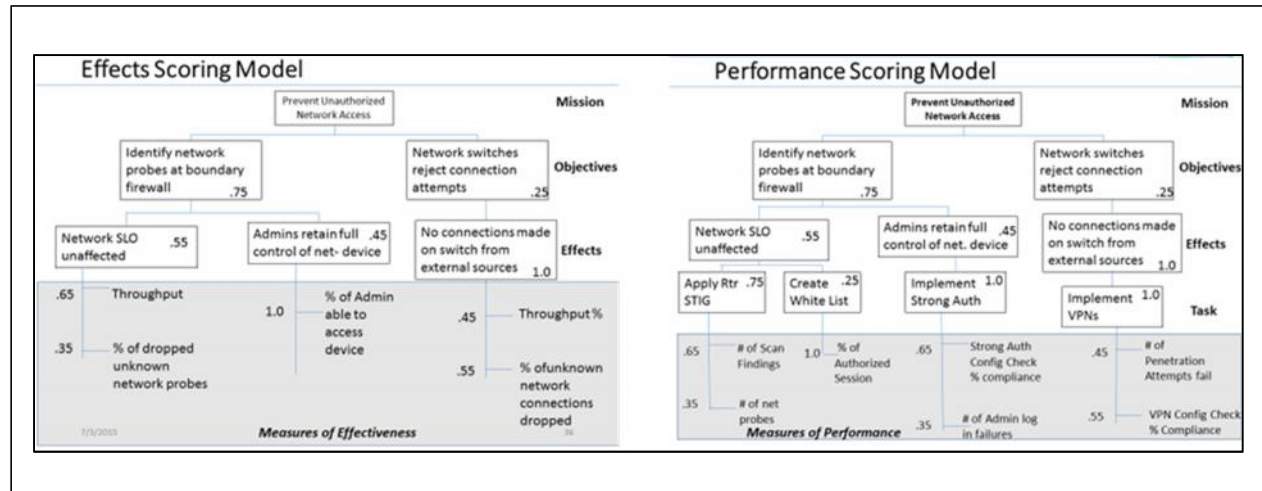 Effects Scoring Model
Prevent Unauthorized
Network Access
Mission
Identify network
probes at boundary
firewall
.75
Network switches
reject connection
attempts
.25
Objectives
Network SLO
unaffected
.55
Admins retain full
control of net- device
.45
No connections made
on switch from
external sources
1.0
Effects
.65
Throughput
.35
% of dropped
unknown
network probes
1.0
% of Admin
able to
access
device
.45
Throughput %
.55
% ofunknown
network
connections
dropped
7/3/2015
Measures of Effectiveness
36
Performance Scoring Model
Prevent Unauthorized
Network Access
Mission
Identify network
probes at boundary
firewall
.75
Network switches
reject connection
attempts
.25
Objectives
Network SLO
unaffected
.55
Admins retain full
control of net. device
.45
No connections made
on switch from
external sources
1.0
Effects
Apply Rtr
STIG
.75
Create
White List
.25
Implement
Strong Auth
1.0
Implement
VPNs
1.0
Task
.65
# of Scan
Findings
.35
# of net
probes
1.0
% of
Authorized
Session
.65
Strong Auth
Config Check
% compliance
.35
# of Admin log
in failures
.45
# of
Penetration
Attempts fail
.55
VPN Config Check
% Compliance
Measures of Performance